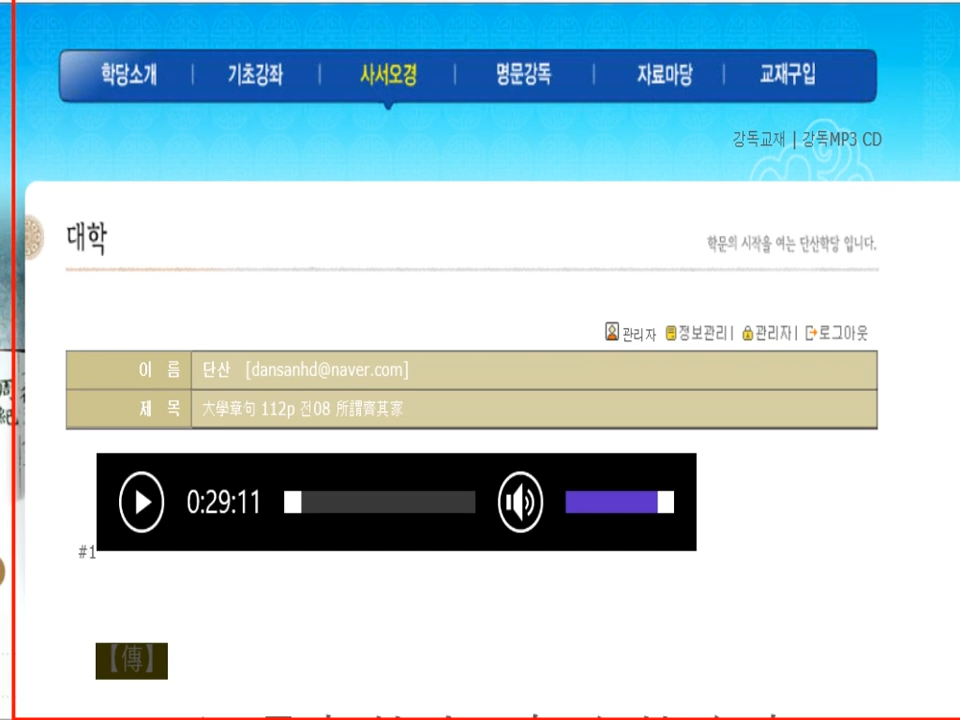 학당소개 | 기초강좌 | 사서오경 | 명문강독 | 자료마당 | 교재구입
강독교재 | 강독MP3 CD
대학
학문의 시작을 여는 단산학당 입니다.
관리자 정보관리| 관리자| 로그아웃
이 름 단산 [dansanhd@naver.com]
제 목 大學章句 112p 전08 所謂齊其家
0:29:11
#1
【傳】